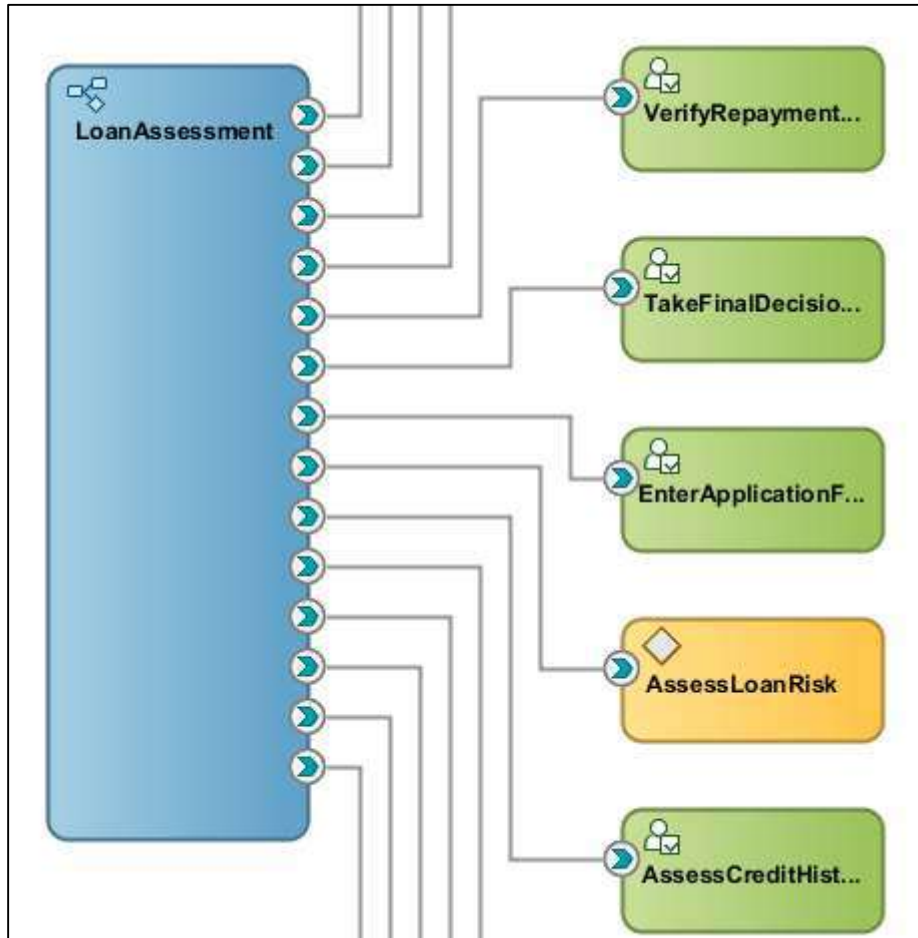 LoanAssessment
VerifyRepayment...
TakeFinalDecisio...
EnterApplicationF...
AssessLoanRisk
AssessCreditHist...